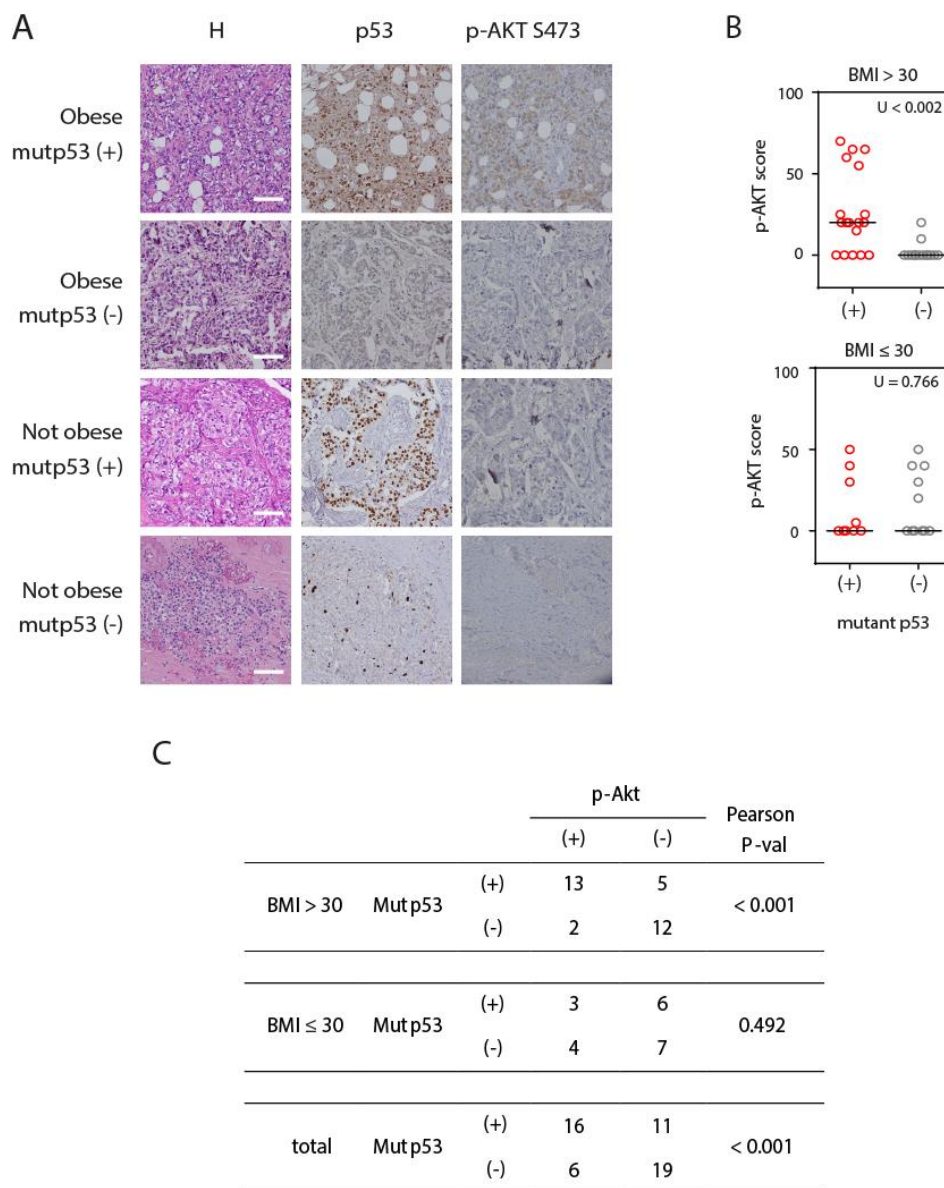 A
H p53 p-AKT S473
Obese
mutp53 (+)
Obese
mutp53 (-)
Not obese
mutp53 (+)
Not obese
mutp53 (-)
B
BMI > 30
100
U < 0.002
50
0
p-AKT score
(+) (-)
BMI ≤ 30
100
U = 0.766
50
0
p-AKT score
(+) (-)
mutant p53
C
p-Akt
Pearson
P-val
(+) (-)
BMI > 30 Mut p53 (+) 13 5 < 0.001
(-) 2 12
BMI ≤ 30 Mut p53 (+) 3 6 0.492
(-) 4 7
total Mut p53 (+) 16 11 < 0.001
(-) 6 19